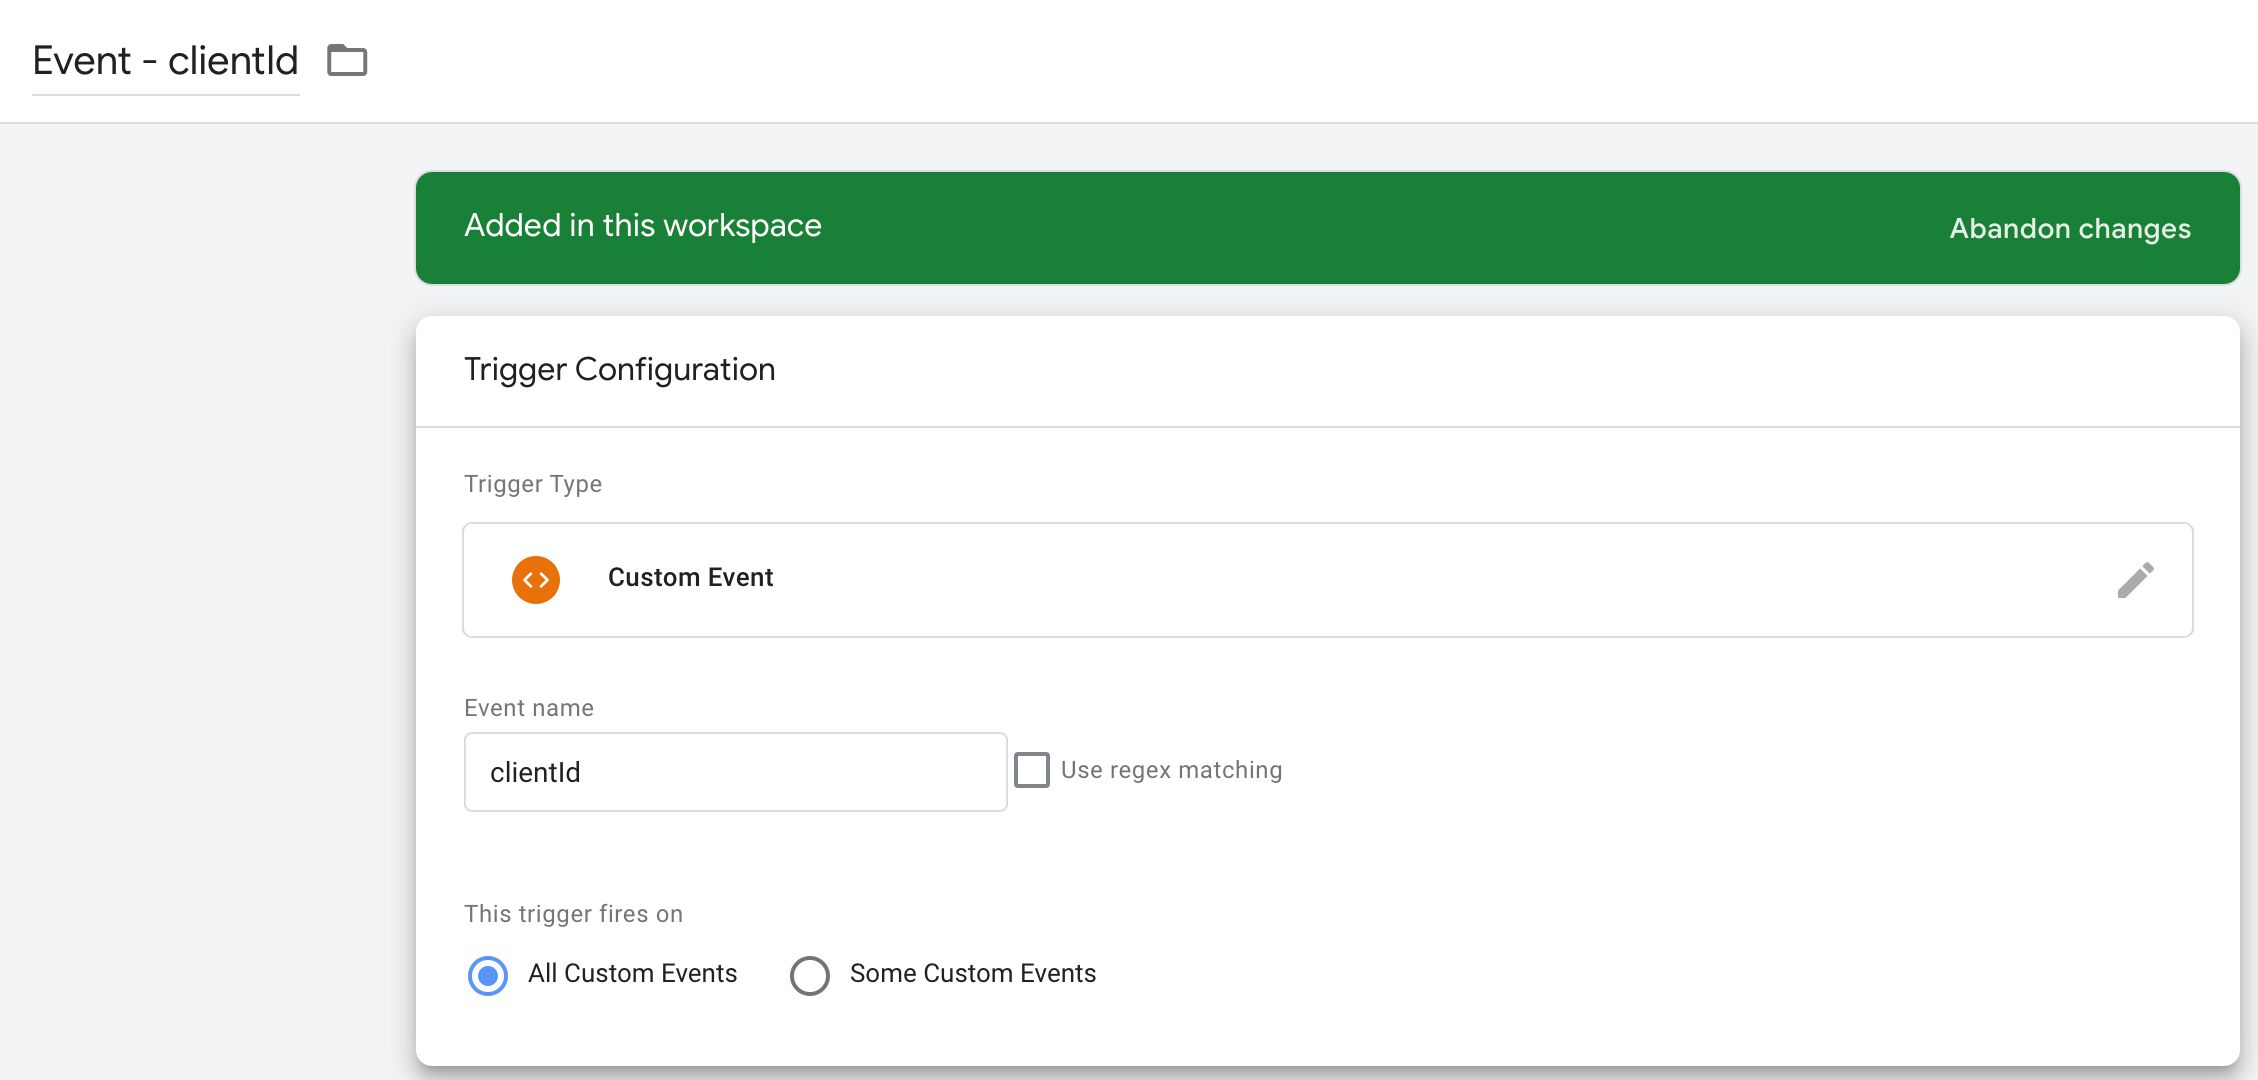 Event - clientId
Added in this workspace
Abandon changes
Trigger Configuration
Trigger Type
Custom Event
Event name
clientId
Use regex matching
This trigger fires on
All Custom Events
Some Custom Events